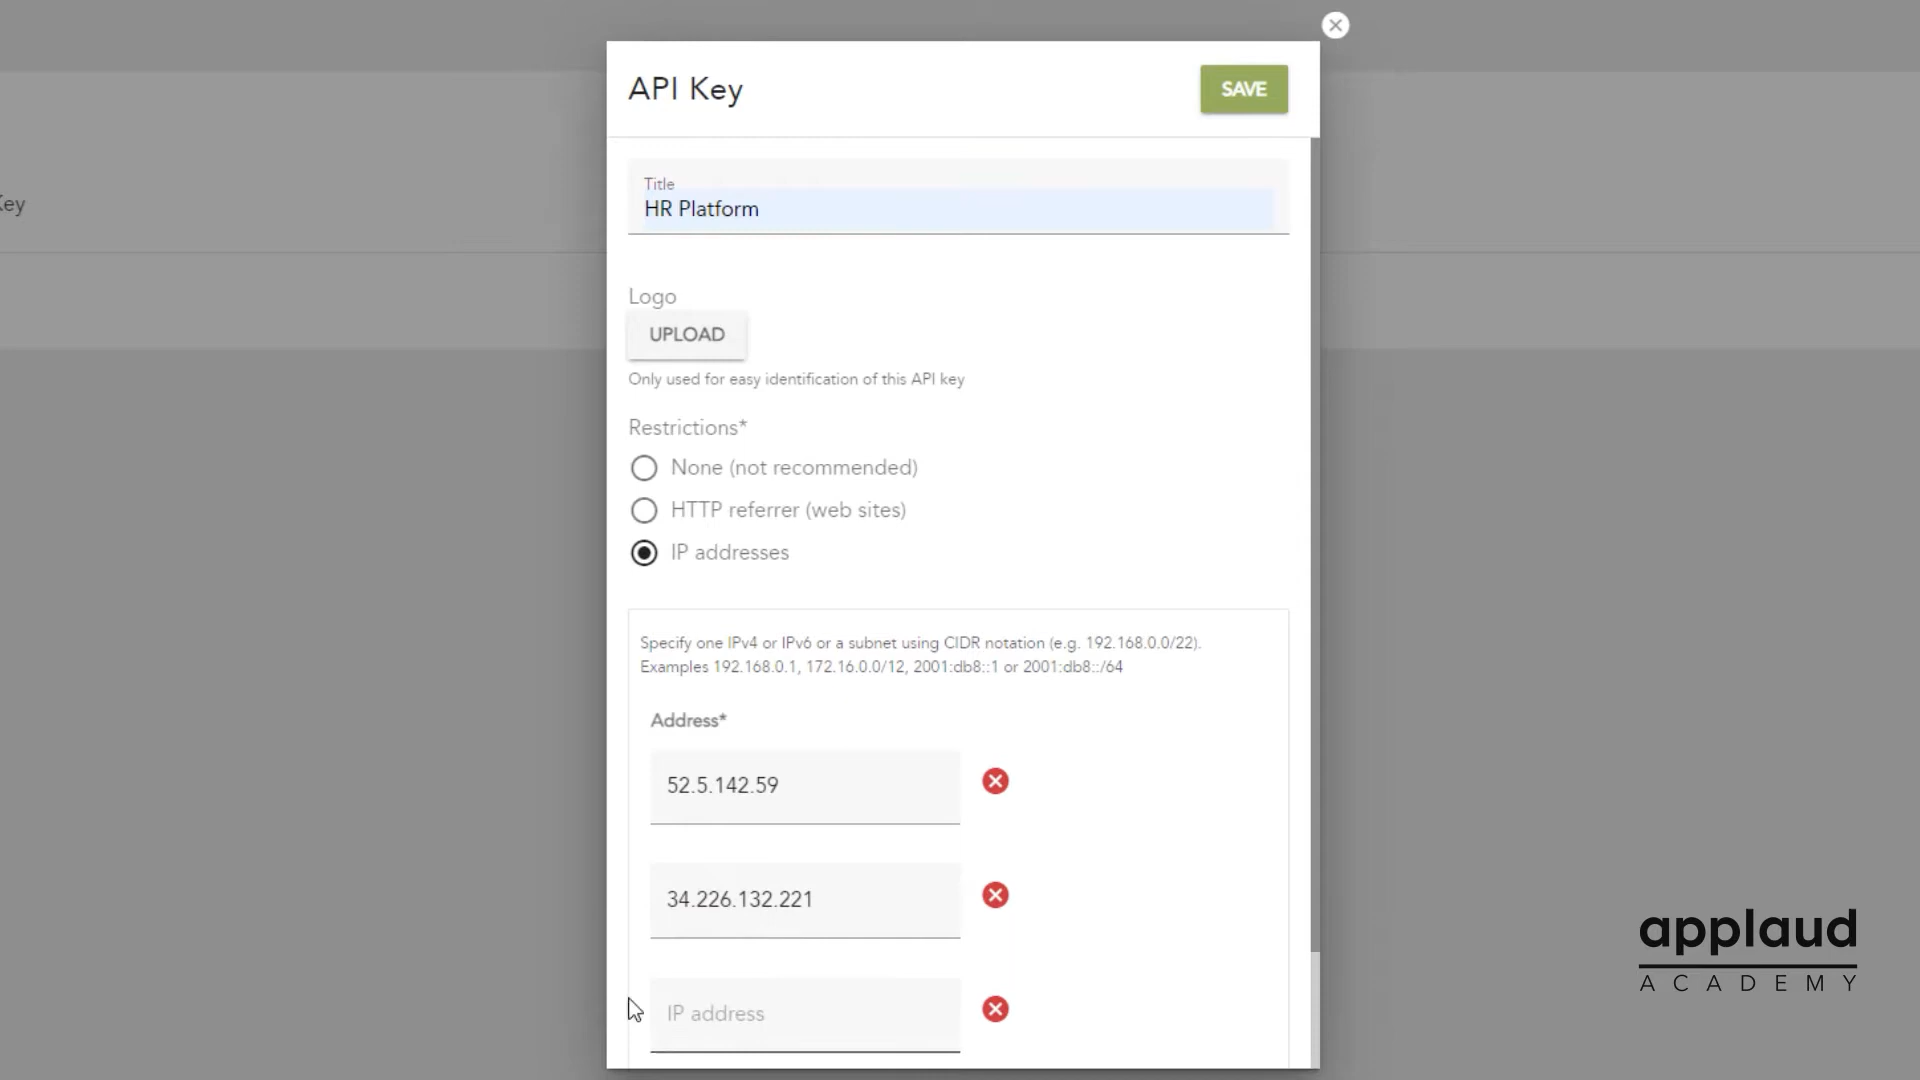 API Key
SAVE
Title
HR Platform
Key
Logo
UPLOAD
Only used for easy identification of this API key
Restrictions*
None (not recommended)
HTTP referrer (web sites)
IP addresses
Specify one IPv4 or IPv6 or a subnet using CIDR notation (e.g. 192.168.0.0/22).
Examples 192.168.0.1, 172.16.0.0/12, 2001:db8::1 or 2001:db8::/64
Address*
52.5.142.59
34.226.132.221
IP address
applaud
ACADEMY